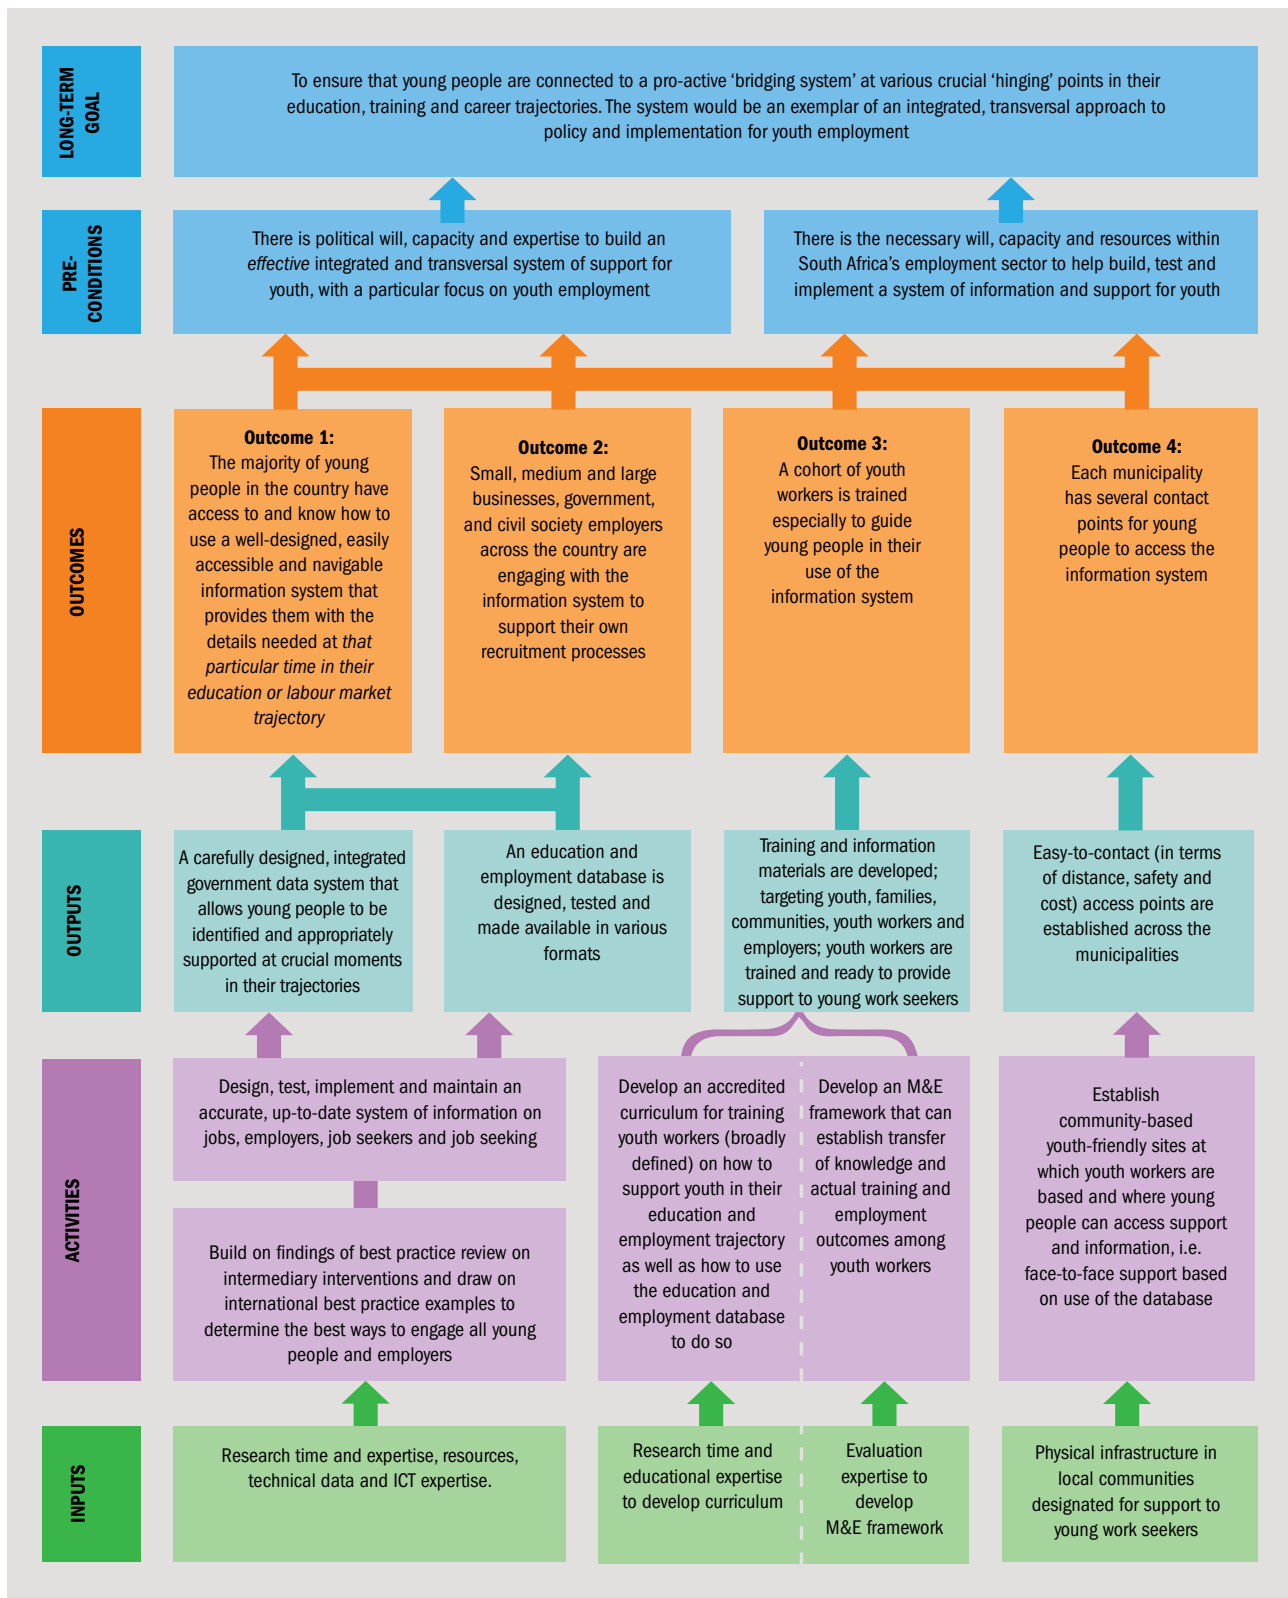 LONG-TERM
GOAL
To ensure that young people are connected to a pro-active ‘bridging system’ at various crucial ‘hinging’ points in their
education, training and career trajectories. The system would be an exemplar of an integrated, transversal approach to
policy and implementation for youth employment
PRE-
CONDITIONS
There is political will, capacity and expertise to build an
effective integrated and transversal system of support for
youth, with a particular focus on youth employment
There is the necessary will, capacity and resources within
South Africa’s employment sector to help build, test and
implement a system of information and support for youth
OUTCOMES
Outcome 1:
The majority of young
people in the country have
access to and know how to
use a well-designed, easily
accessible and navigable
information system that
provides them with the
details needed at that
particular time in their
education or labour market
trajectory
Outcome 2:
Small, medium and large
businesses, government,
and civil society employers
across the country are
engaging with the
information system to
support their own
recruitment processes
Outcome 3:
A cohort of youth
workers is trained
especially to guide
young people in their
use of the
information system
Outcome 4:
Each municipality
has several contact
points for young
people to access the
information system
OUTPUTS
A carefully designed, integrated
government data system that
allows young people to be
identified and appropriately
supported at crucial moments
in their trajectories
An education and
employment database is
designed, tested and
made available in various
formats
Training and information
materials are developed;
targeting youth, families,
communities, youth workers and
employers; youth workers are
trained and ready to provide
support to young work seekers
Easy-to-contact (in terms
of distance, safety and
cost) access points are
established across the
municipalities
ACTIVITIES
Design, test, implement and maintain an
accurate, up-to-date system of information on
jobs, employers, job seekers and job seeking
Build on findings of best practice review on
intermediary interventions and draw on
international best practice examples to
determine the best ways to engage all young
people and employers
Develop an accredited
curriculum for training
youth workers (broadly
defined) on how to
support youth in their
education and
employment trajectory
as well as how to use
the education and
employment database
to do so
Develop an M&E
framework that can
establish transfer
of knowledge and
actual training and
employment
outcomes among
youth workers
Establish
community-based
youth-friendly sites at
which youth workers are
based and where young
people can access support
and information, i.e.
face-to-face support based
on use of the database
INPUTS
Research time and expertise, resources,
technical data and ICT expertise.
Research time and
educational expertise
to develop curriculum
Evaluation
expertise to
develop
M&E framework
Physical infrastructure in
local communities
designated for support to
young work seekers